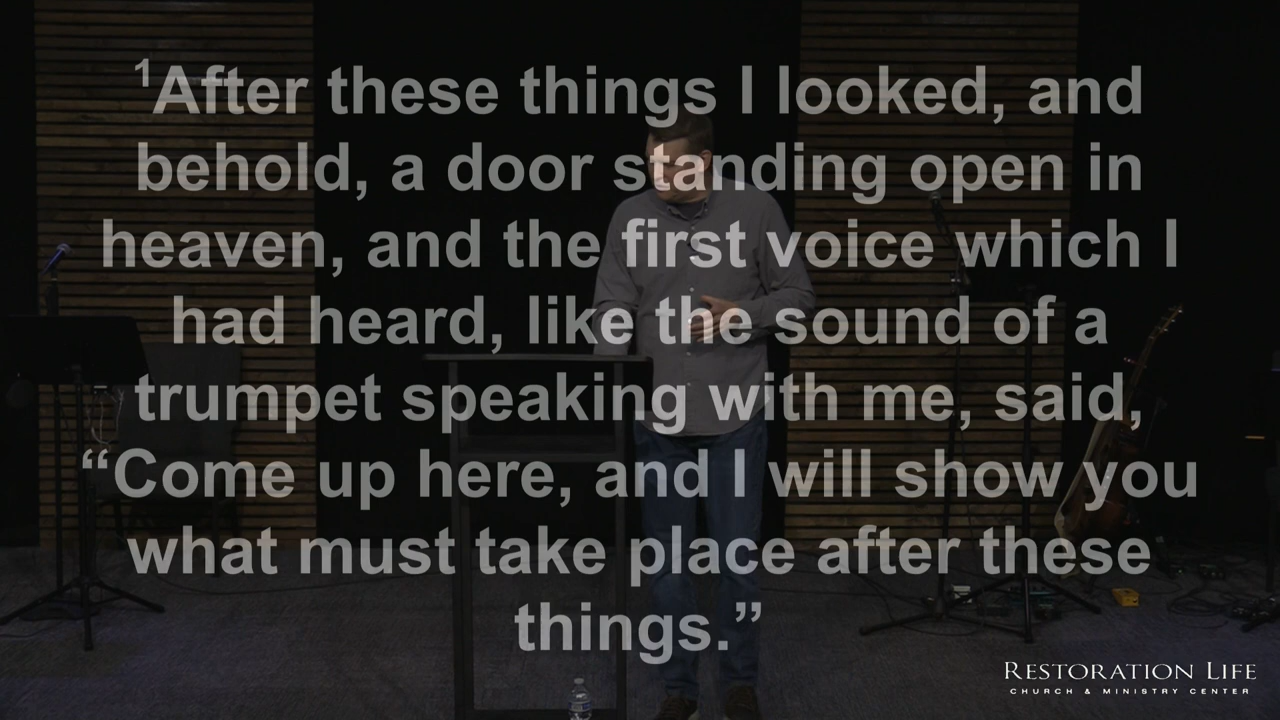 ¹After these things I looked, and
behold, a door standing open in
heaven, and the first voice which I
had heard, like the sound of a
trumpet speaking with me, said,
“Come up here, and I will show you
what must take place after these
things.”
RESTORATION LIFE
CHURCH & MINISTRY CENTER